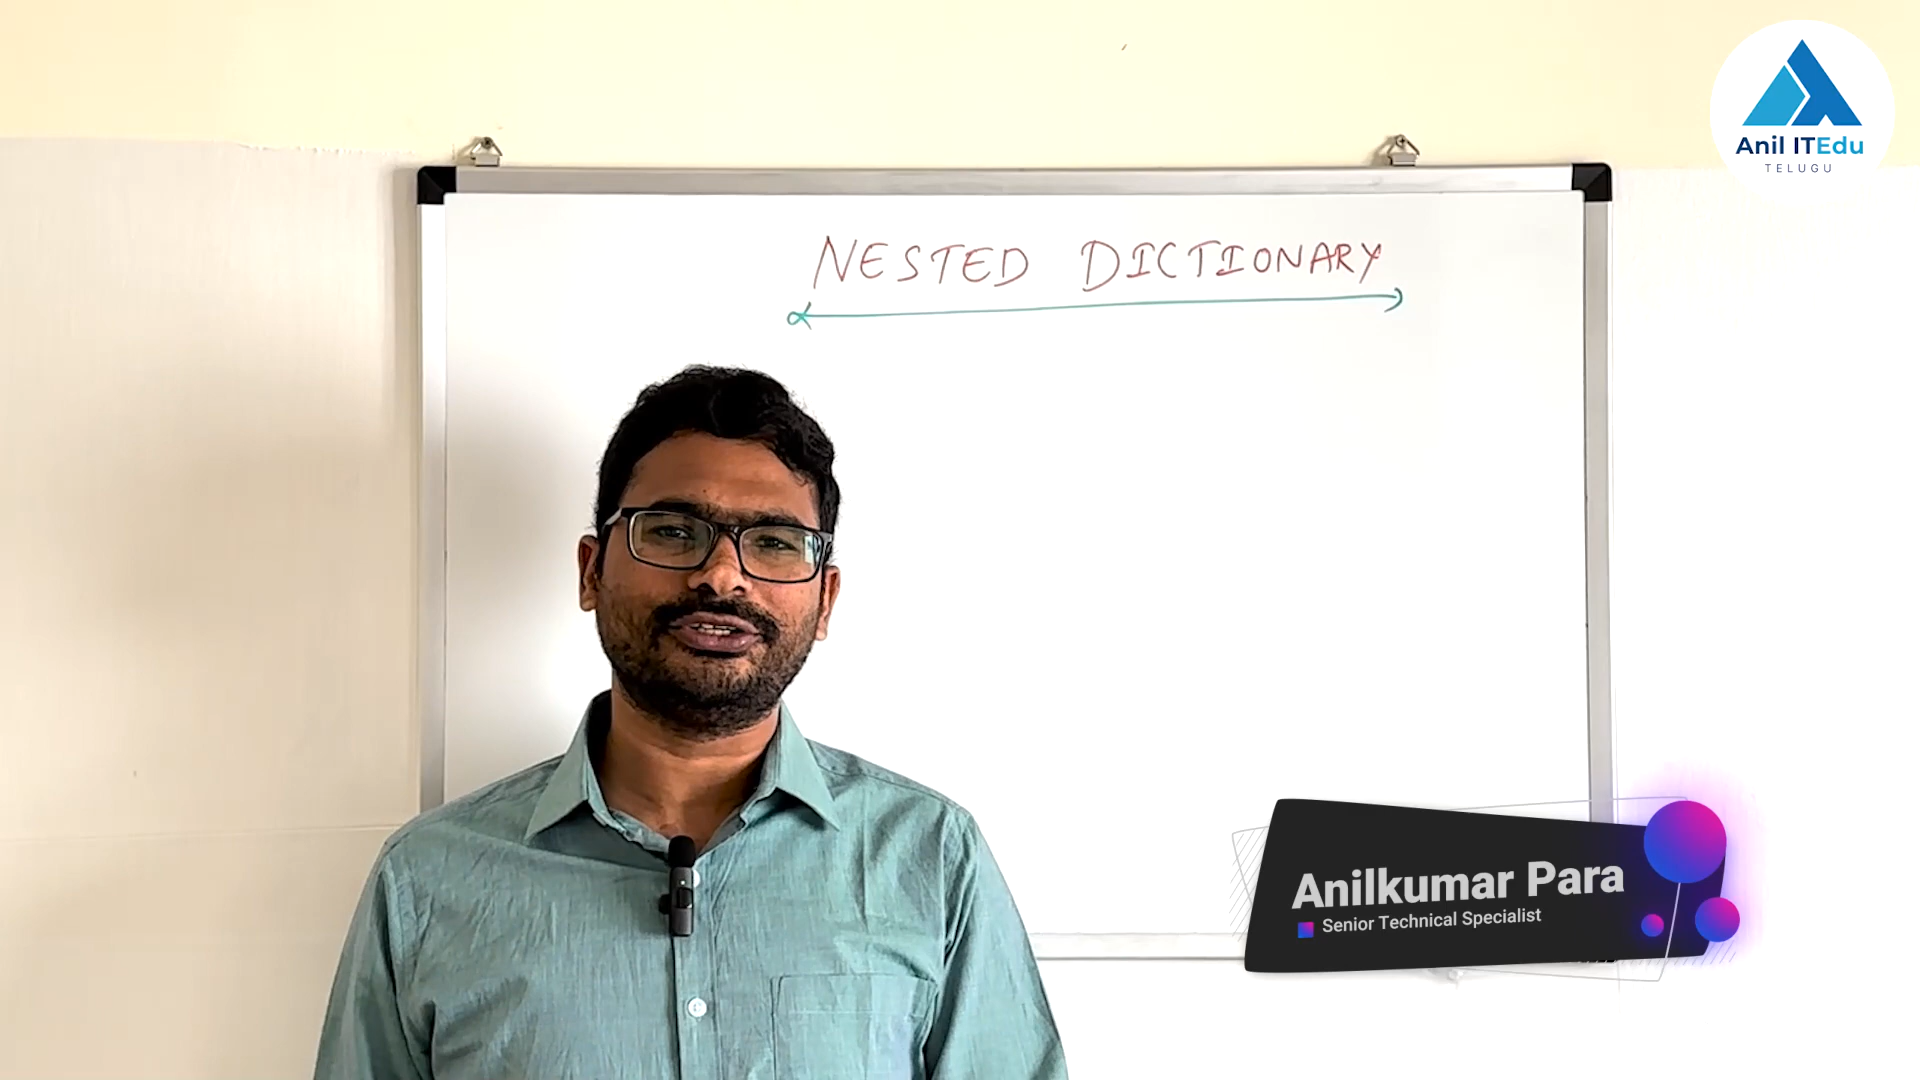 Anil ITEdu
TELUGU
NESTED DICTIONARY
Anilkumar Para
Senior Technical Specialist